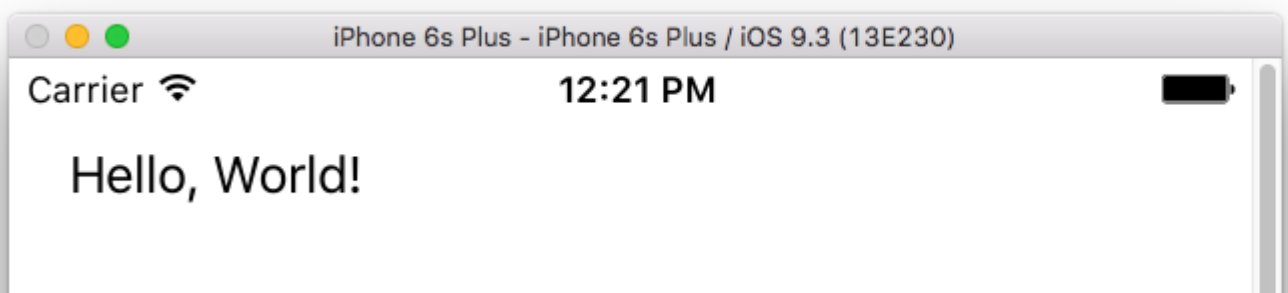 iPhone 6s Plus - iPhone 6s Plus / iOS 9.3 (13E230)
Carrier 12:21 PM
Hello, World!